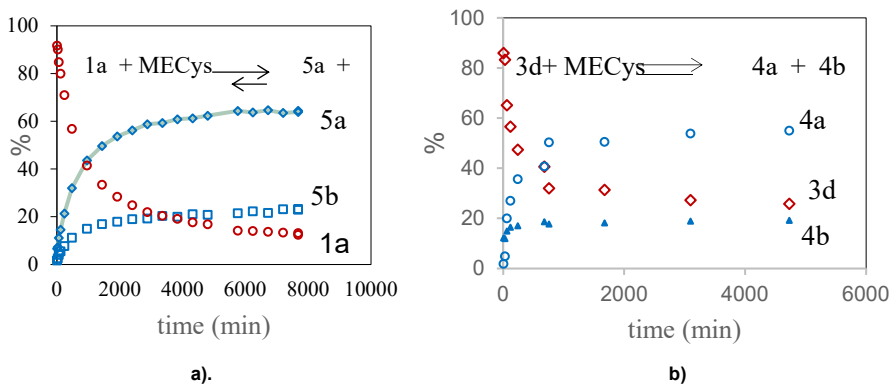 100
80
60
40
20
0
%
1a + MECys 5a +
5a
5b
1a
0 2000 4000 6000 8000 10000
time (min)
a).
100
80
60
40
20
0
%
3d+ MECys 4a + 4b
4a
3d
4b
0 2000 4000 6000
time (min)
b)